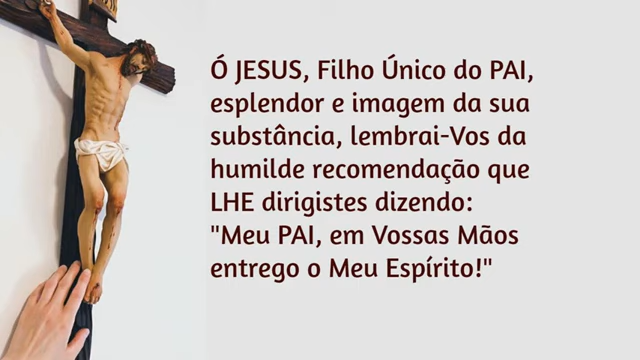 Ó JESUS, Filho Único do PAI,
esplendor e imagem da sua
substância, lembrai-Vos da
humilde recomendação que
LHE dirigistes dizendo:
"Meu PAI, em Vossas Mãos
entrego o Meu Espírito!"